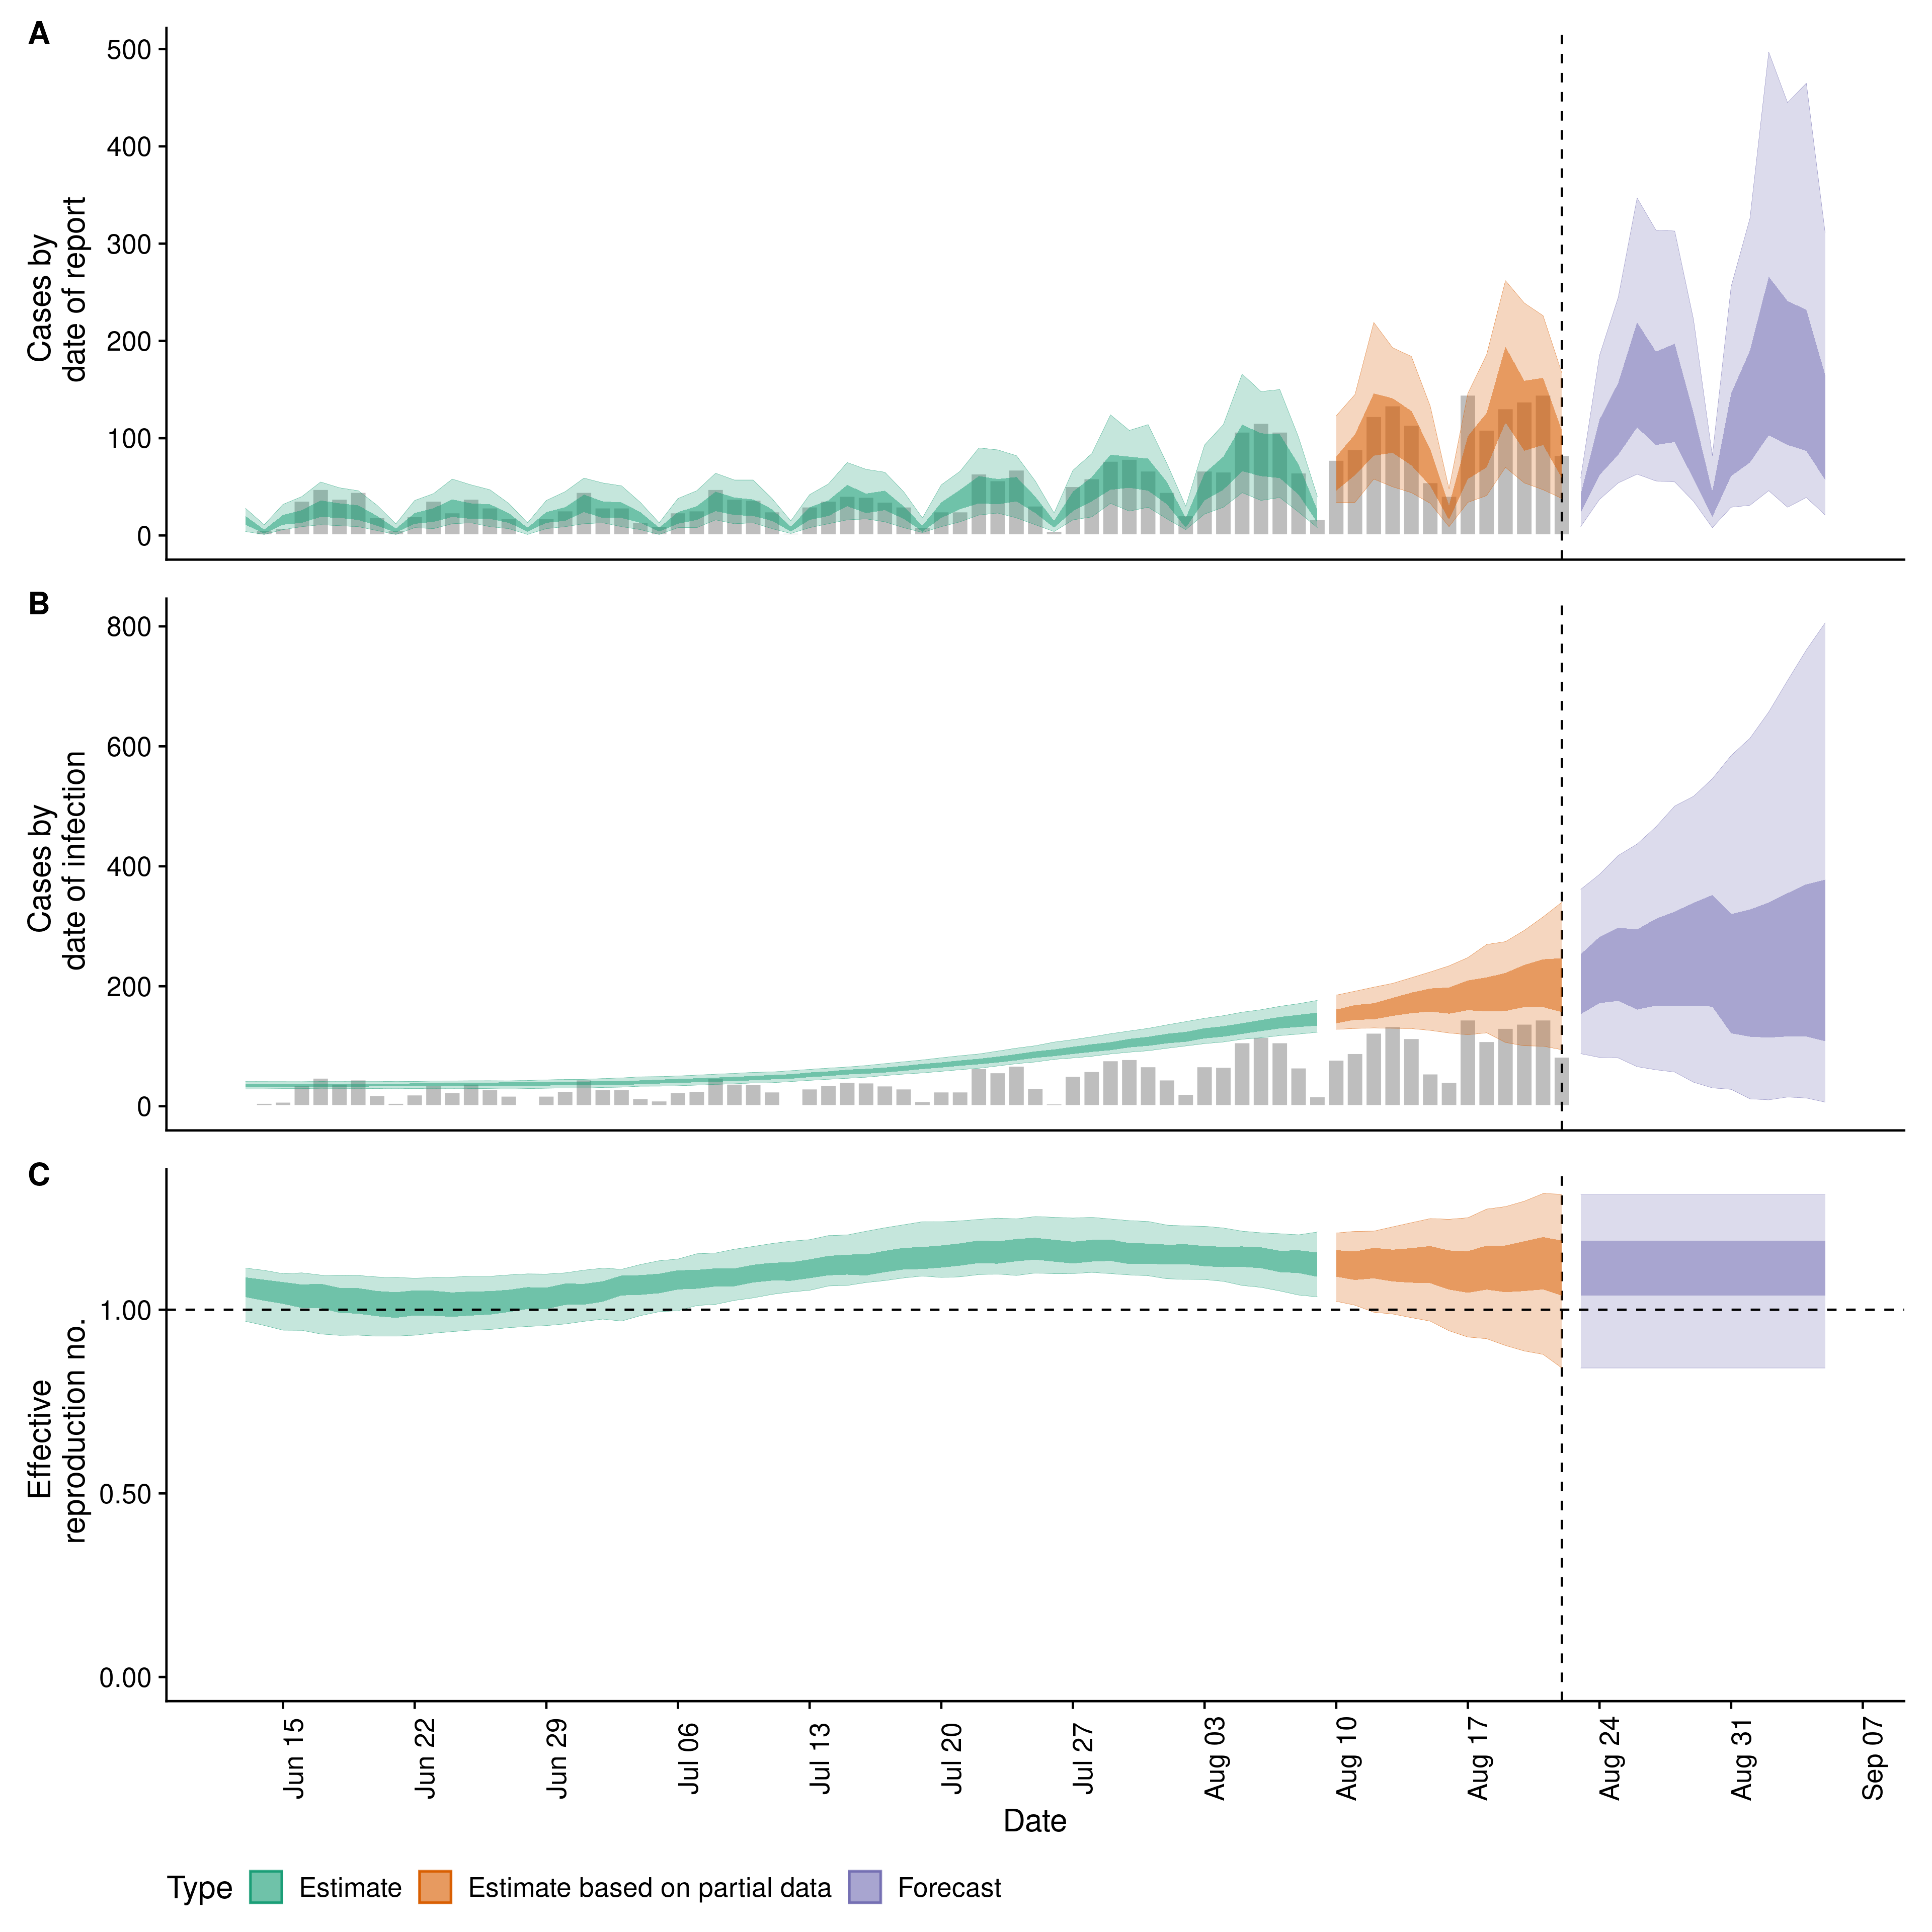 A
500
400
300
200
100
0
Cases by
date of report
B
800
600
400
200
0
Cases by
date of infection
C
1.00
0.50
0.00
Effective
reproduction no.
Jun 15
Jun 22
Jun 29
Jul 06
Jul 13
Jul 20
Jul 27
Aug 03
Aug 10
Aug 17
Aug 24
Aug 31
Sep 07
Date
Type
Estimate
Estimate based on partial data
Forecast